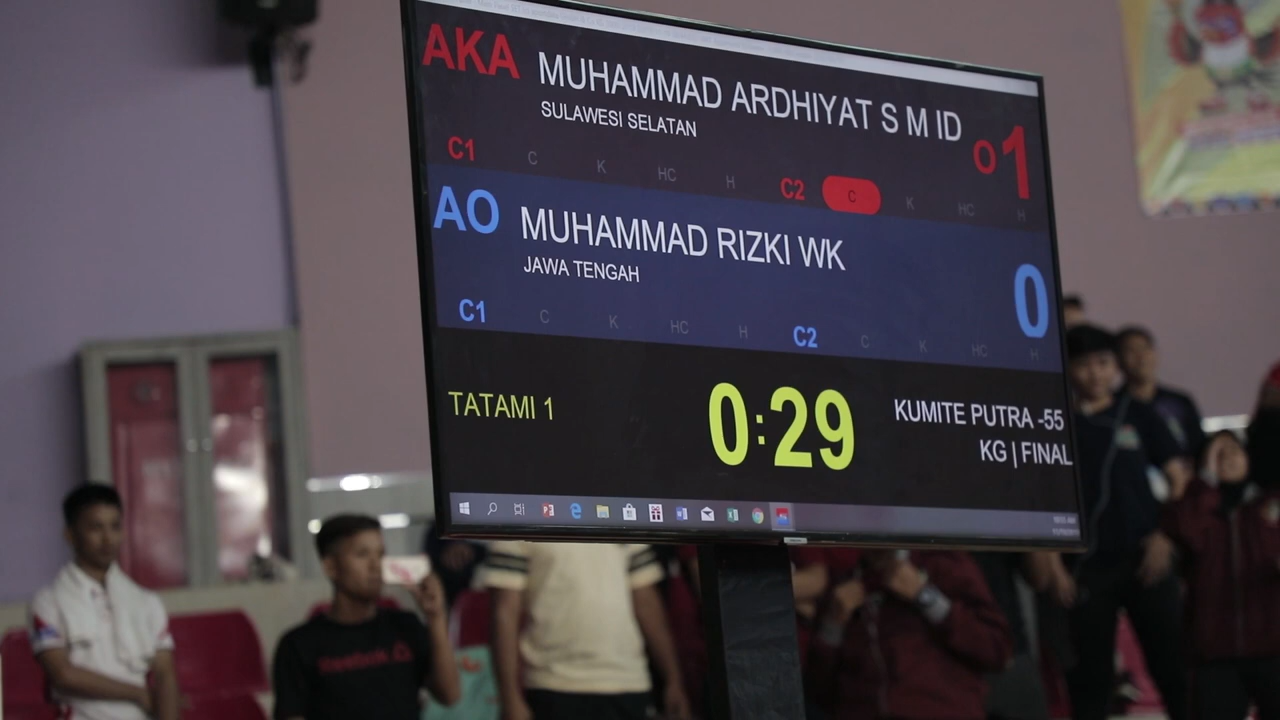 AKA
MUHAMMAD ARDHIYAT S M ID
SULAWESI SELATAN
O 1
C1 C K HC H C2 C K HC H
AO
MUHAMMAD RIZKI WK
JAWA TENGAH
0
C1 C K HC H C2 C K HC H
TATAMI 1
0:29
KUMITE PUTRA -55
KG | FINAL
Reebok